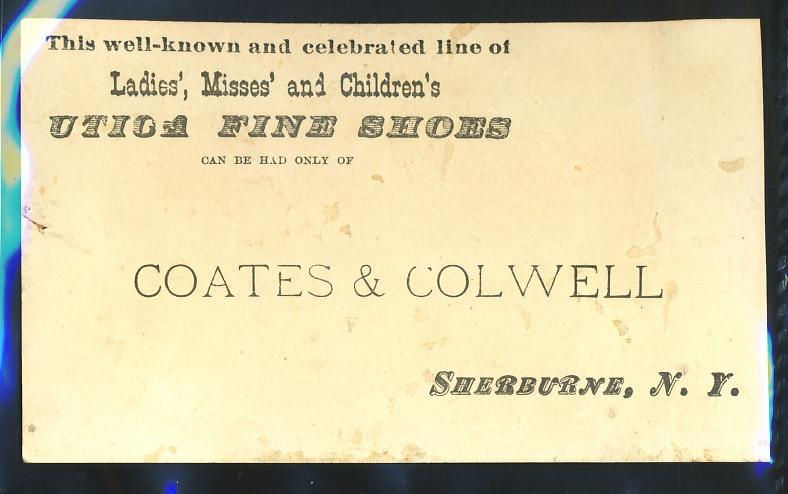 This well-known and celebrated line of
Ladies', Misses' and Children's
UTICA FINE SHOES
CAN BE HAD ONLY OF
COATES & COLWELL
SHERBURNE, N. Y.